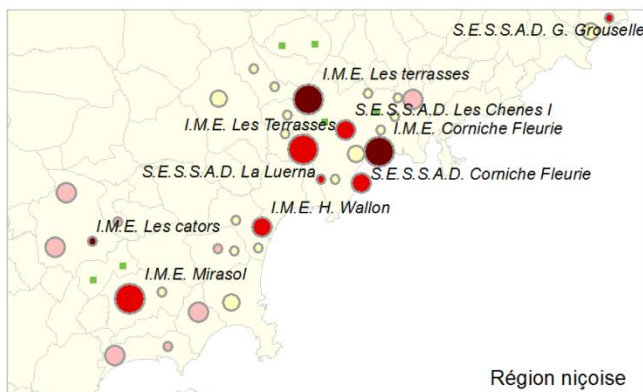 S.E.S.S.A.D. G. Grouselle
I.M.E. Les terrasses
S.E.S.S.A.D. Les Chenes I
I.M.E. Les Terrasses
I.M.E. Corniche Fleurie
S.E.S.S.A.D. La Luerna
S.E.S.S.A.D. Corniche Fleurie
I.M.E. H. Wallon
I.M.E. Les cators
I.M.E. Mirasol
Région niçoise